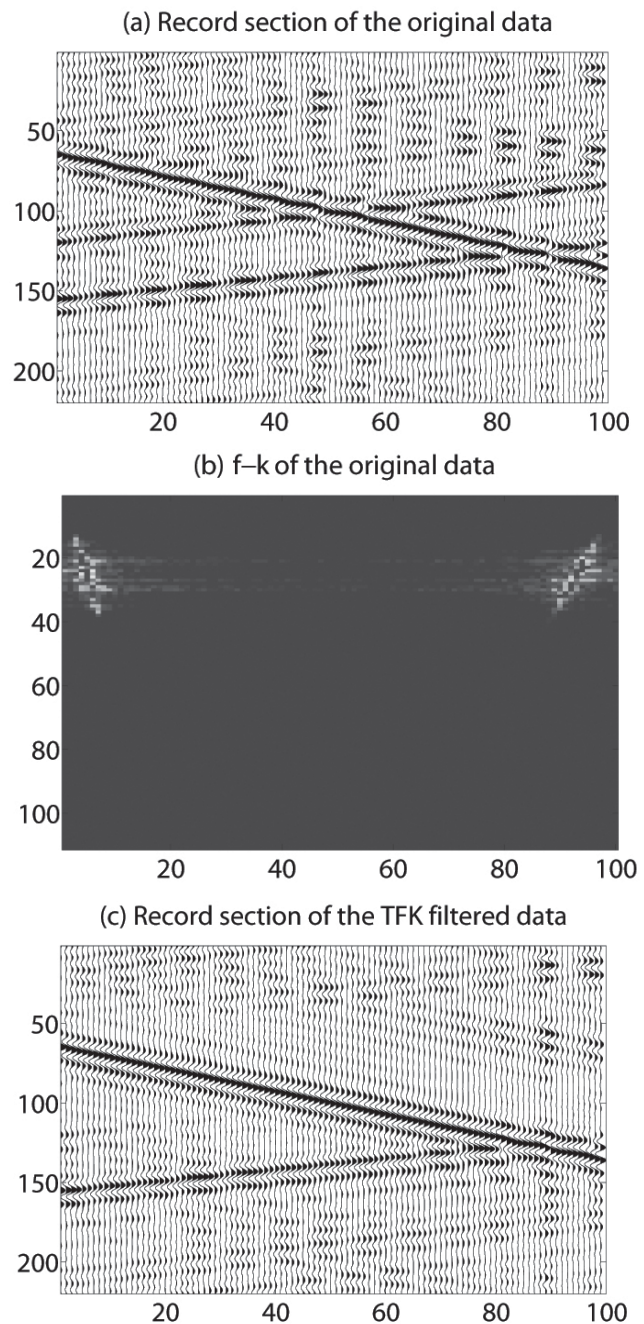 (a) Record section of the original data
50
100
150
200
20 40 60 80 100
(b) f–k of the original data
20
40
60
80
100
20 40 60 80 100
(c) Record section of the TFK filtered data
50
100
150
200
20 40 60 80 100